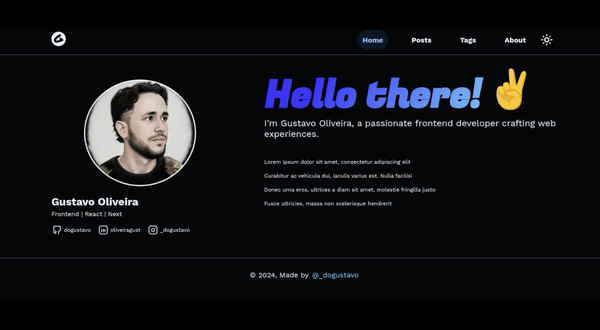 Home Posts Tags About
Hello there!
I'm Gustavo Oliveira, a passionate frontend developer crafting web
experiences.
Lorem ipsum dolor sit amet, consectetur adipiscing elit
Curabitur ac vehicula dui, iaculis varius est. Nulla facilisi
Donec urna eros, ultrices a diam sit amet, molestie fringilla justo
Fusce ultricies, massa non scelerisque hendrerit
Gustavo Oliveira
Frontend | React | Next
dogustavo oliveiragust _dogustavo
© 2024, Made by @_dogustavo